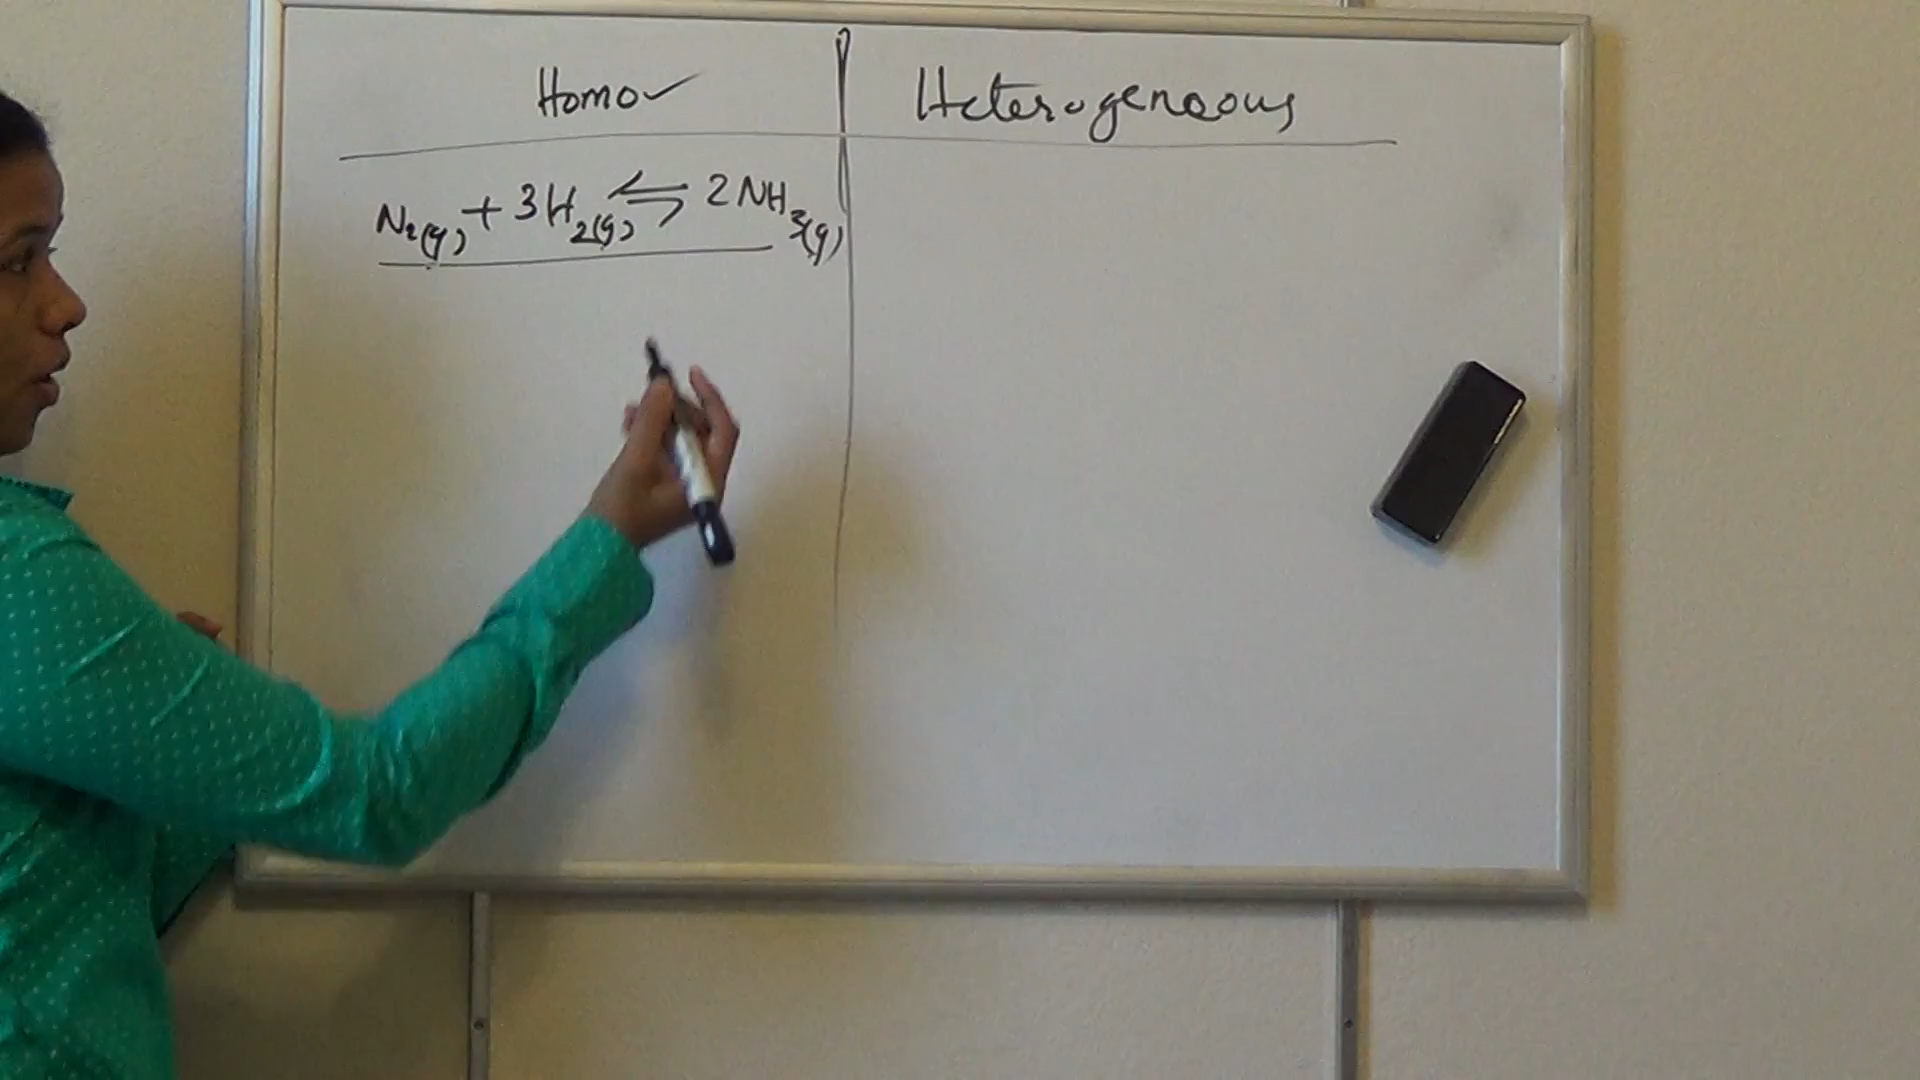 Homo Heterogeneous
N₂(g) + 3H₂(g) ⇌ 2NH₃(g)